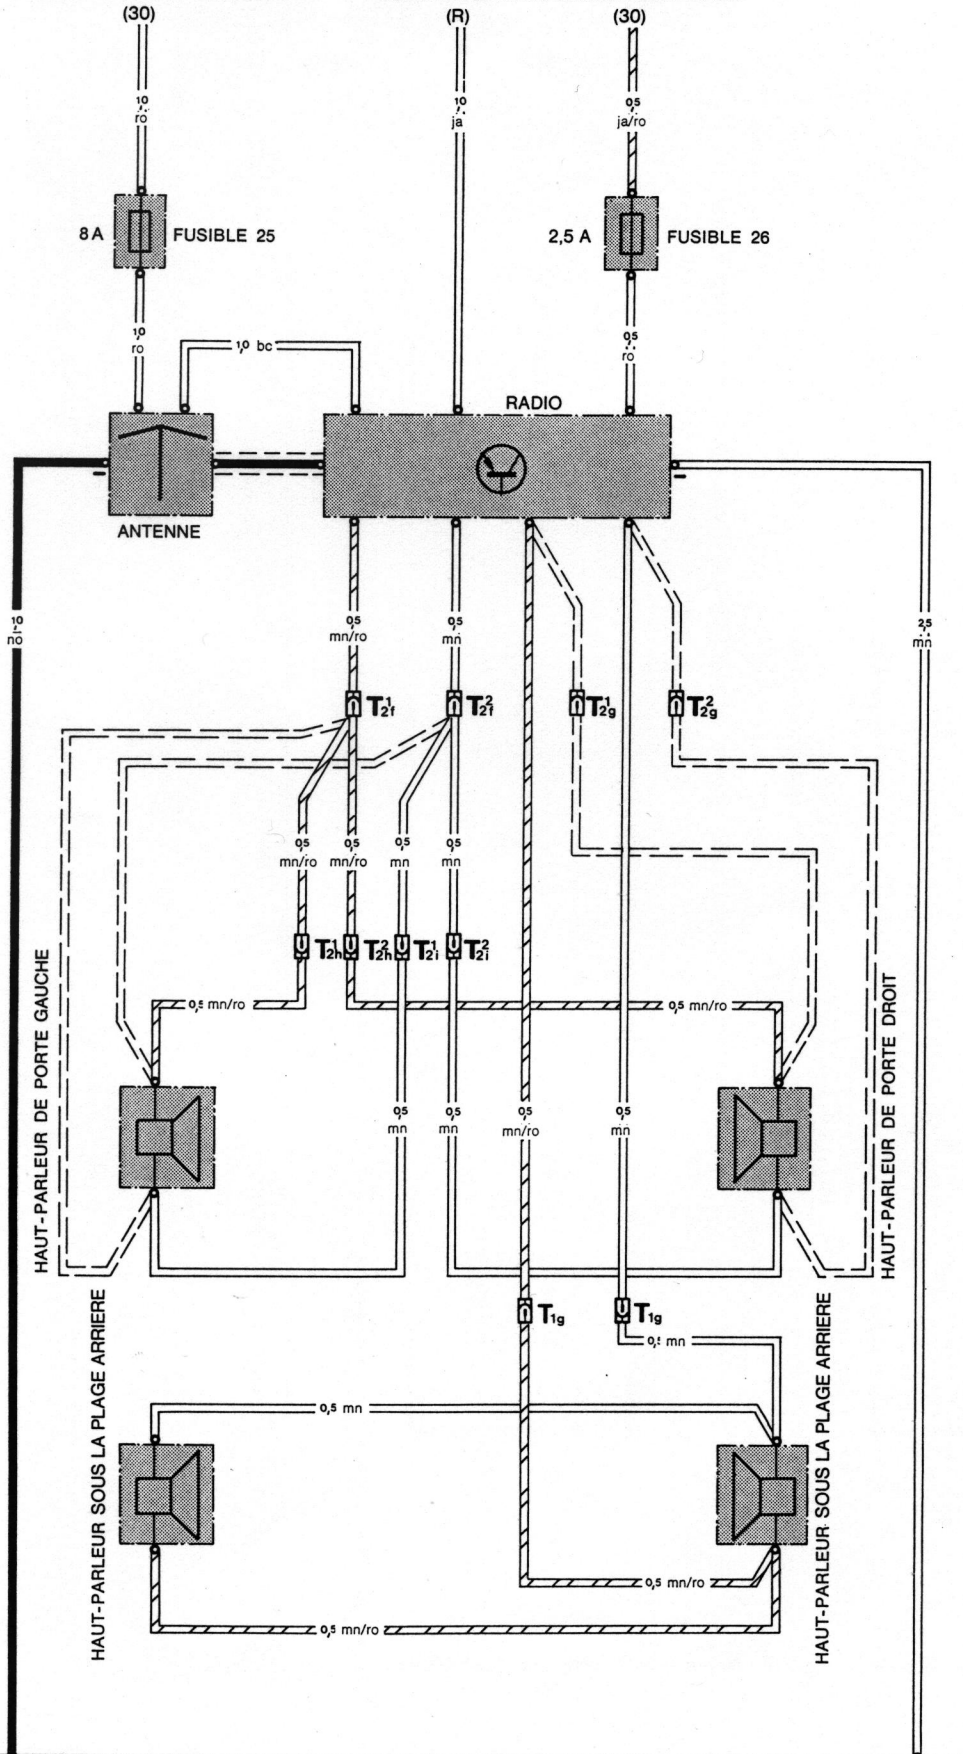 (30)
(R)
(30)
1,0
ro
1,0
ja
0,5
ja/ro
8 A
FUSIBLE 25
2,5 A
FUSIBLE 26
1,0
ro
1,0 bc
0,5
ro
RADIO
ANTENNE
1,0
noi
0,5
mn/ro
0,5
mn
2,5
mn
T2f1
T2f2
T2g1
T2g2
0,5
mn/ro
0,5
mn/ro
0,5
mn
0,5
mn
T2h1
T2h2
T2i1
T2i2
0,5 mn/ro
0,5 mn/ro
HAUT-PARLEUR DE PORTE GAUCHE
HAUT-PARLEUR DE PORTE DROIT
0,5
mn
0,5
mn
0,5
mn/ro
0,5
mn
T1g
T1g
0,5 mn
HAUT-PARLEUR SOUS LA PLAGE ARRIERE
HAUT-PARLEUR SOUS LA PLAGE ARRIERE
0,5 mn
0,5 mn/ro
0,5 mn/ro